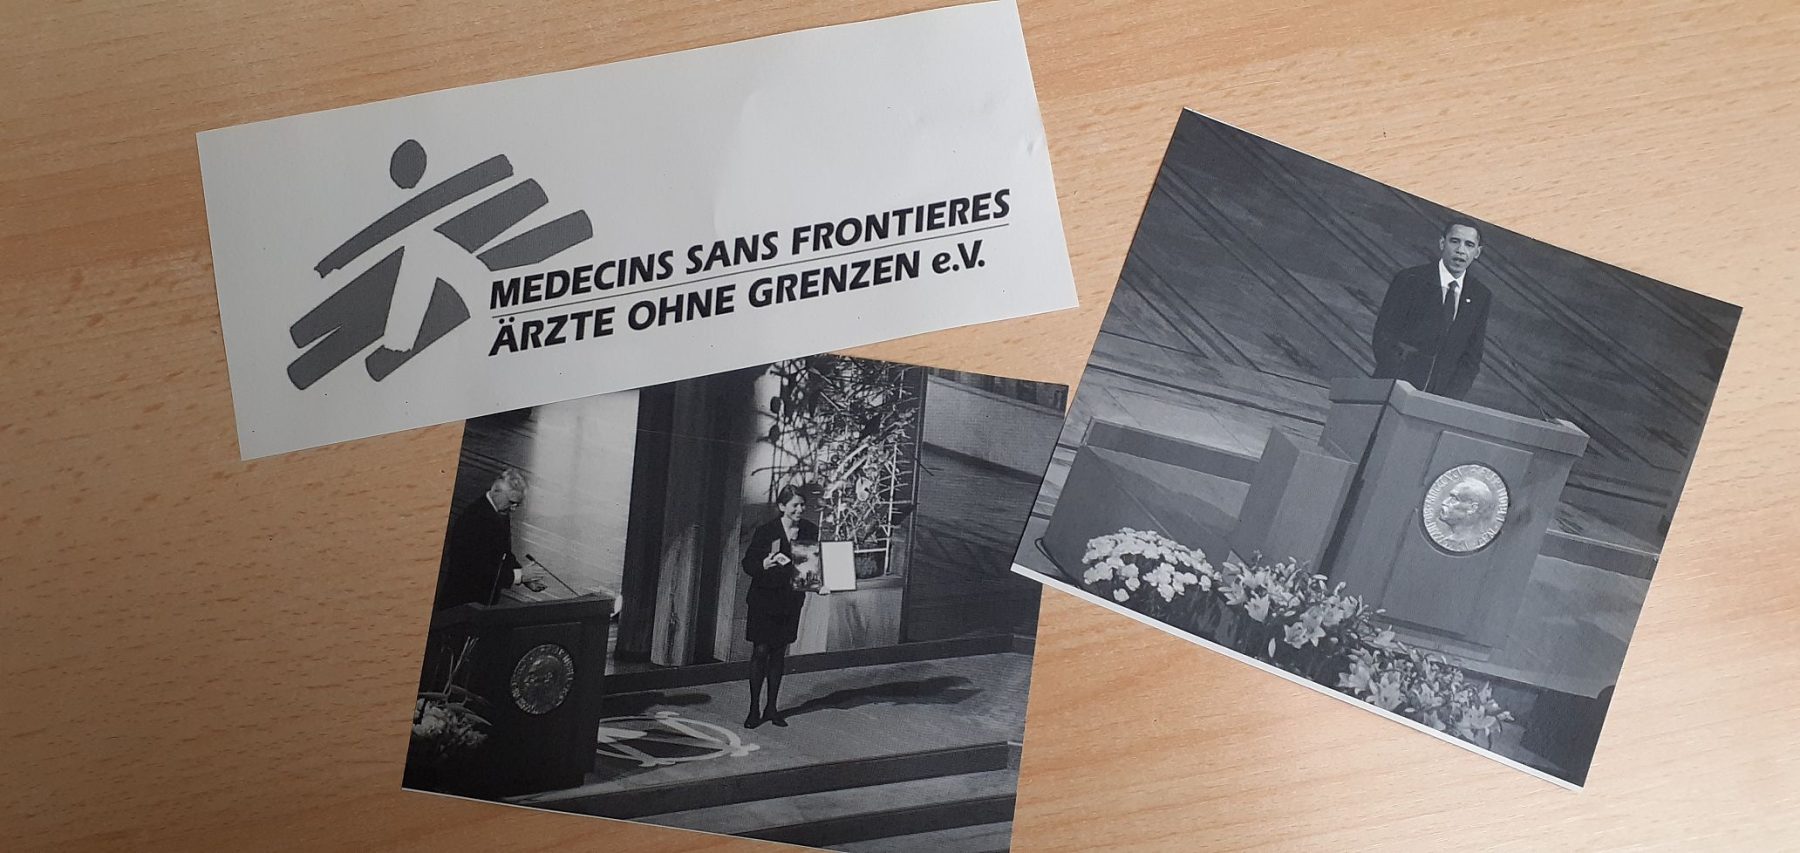 MEDECINS SANS FRONTIERES
ÄRZTE OHNE GRENZEN e.V.